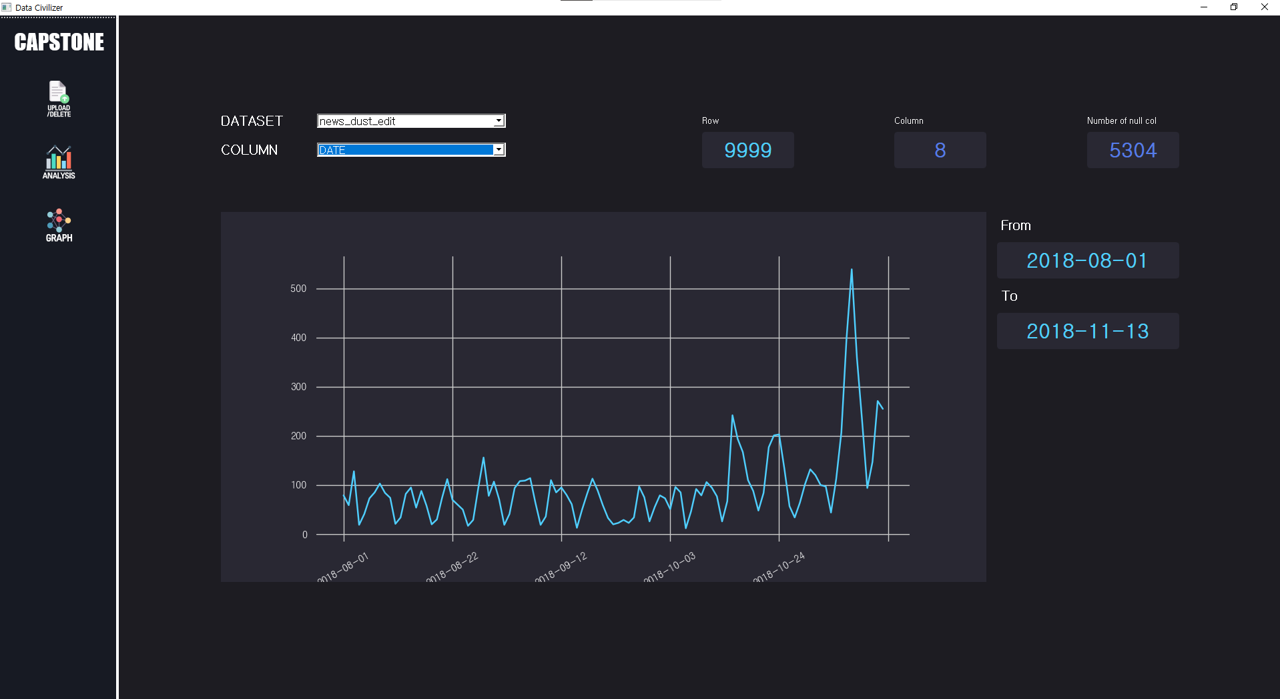 Data Civilizer
CAPSTONE
UPLOAD
/DELETE
ANALYSIS
GRAPH
DATASET
news_dust_edit
COLUMN
DATE
Row
9999
Column
8
Number of null col
5304
From
2018-08-01
To
2018-11-13
500
400
300
200
100
0
2018-08-01
2018-08-22
2018-09-12
2018-10-03
2018-10-24